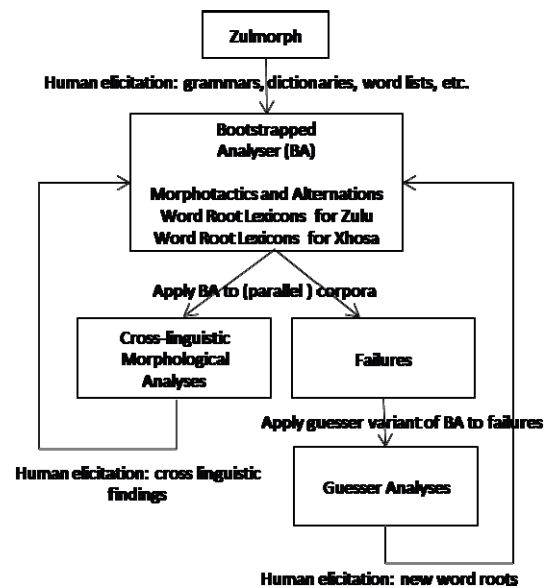 Zulmorph
Human elicitation: grammars, dictionaries, word lists, etc.
Bootstrapped
Analyser (BA)
Morphotactics and Alternations
Word Root Lexicons for Zulu
Word Root Lexicons for Xhosa
Apply BA to (parallel ) corpora
Cross-linguistic
Morphological
Analyses
Failures
Apply guesser variant of BA to failures
Human elicitation: cross linguistic
findings
Guesser Analyses
Human elicitation: new word roots